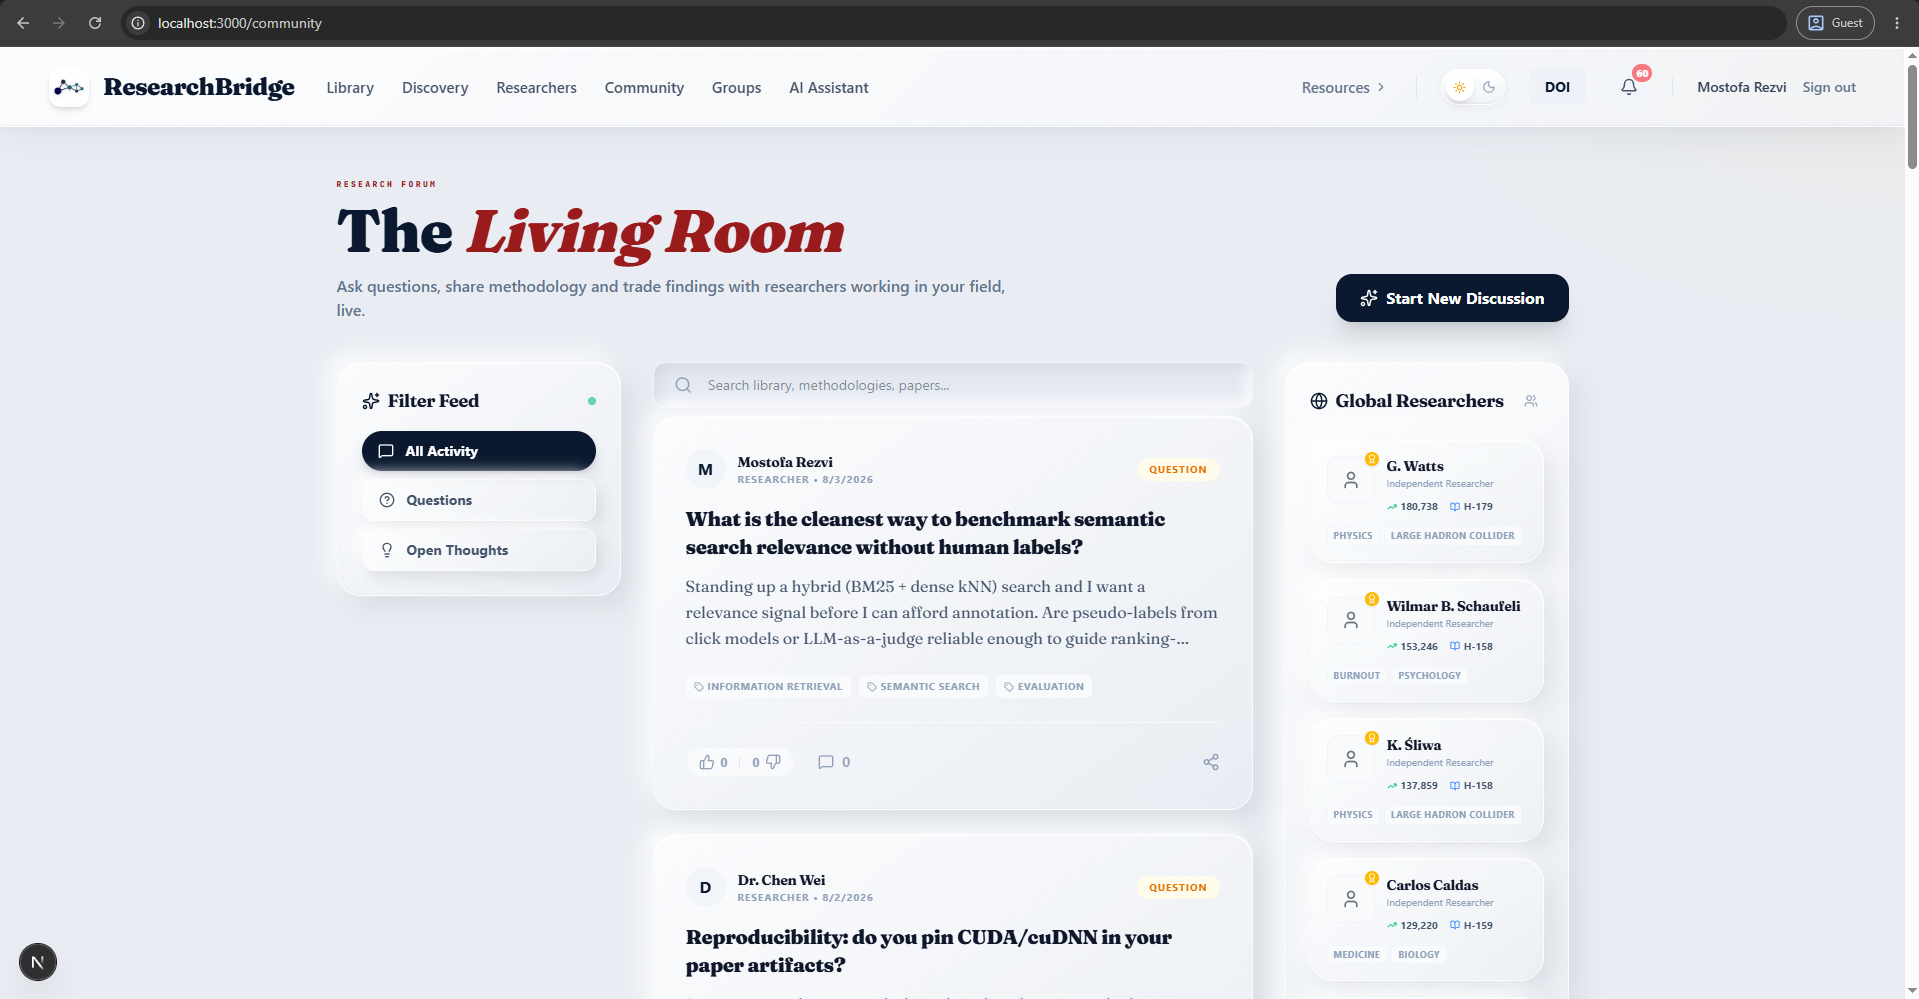 localhost:3000/community
Guest
ResearchBridge
Library
Discovery
Researchers
Community
Groups
AI Assistant
Resources
DOI
60
Mostofa Rezvi
Sign out
RESEARCH FORUM
The Living Room
Ask questions, share methodology and trade findings with researchers working in your field,
live.
Start New Discussion
Filter Feed
All Activity
Questions
Open Thoughts
Search library, methodologies, papers...
M
Mostofa Rezvi
RESEARCHER • 8/3/2026
QUESTION
What is the cleanest way to benchmark semantic
search relevance without human labels?
Standing up a hybrid (BM25 + dense kNN) search and I want a
relevance signal before I can afford annotation. Are pseudo-labels from
click models or LLM-as-a-judge reliable enough to guide ranking-...
INFORMATION RETRIEVAL
SEMANTIC SEARCH
EVALUATION
0
0
0
D
Dr. Chen Wei
RESEARCHER • 8/2/2026
QUESTION
Reproducibility: do you pin CUDA/cuDNN in your
paper artifacts?
Global Researchers
G. Watts
Independent Researcher
180,738
H-179
PHYSICS
LARGE HADRON COLLIDER
Wilmar B. Schaufeli
Independent Researcher
153,246
H-158
BURNOUT
PSYCHOLOGY
K. Śliwa
Independent Researcher
137,859
H-158
PHYSICS
LARGE HADRON COLLIDER
Carlos Caldas
Independent Researcher
129,220
H-159
MEDICINE
BIOLOGY
N